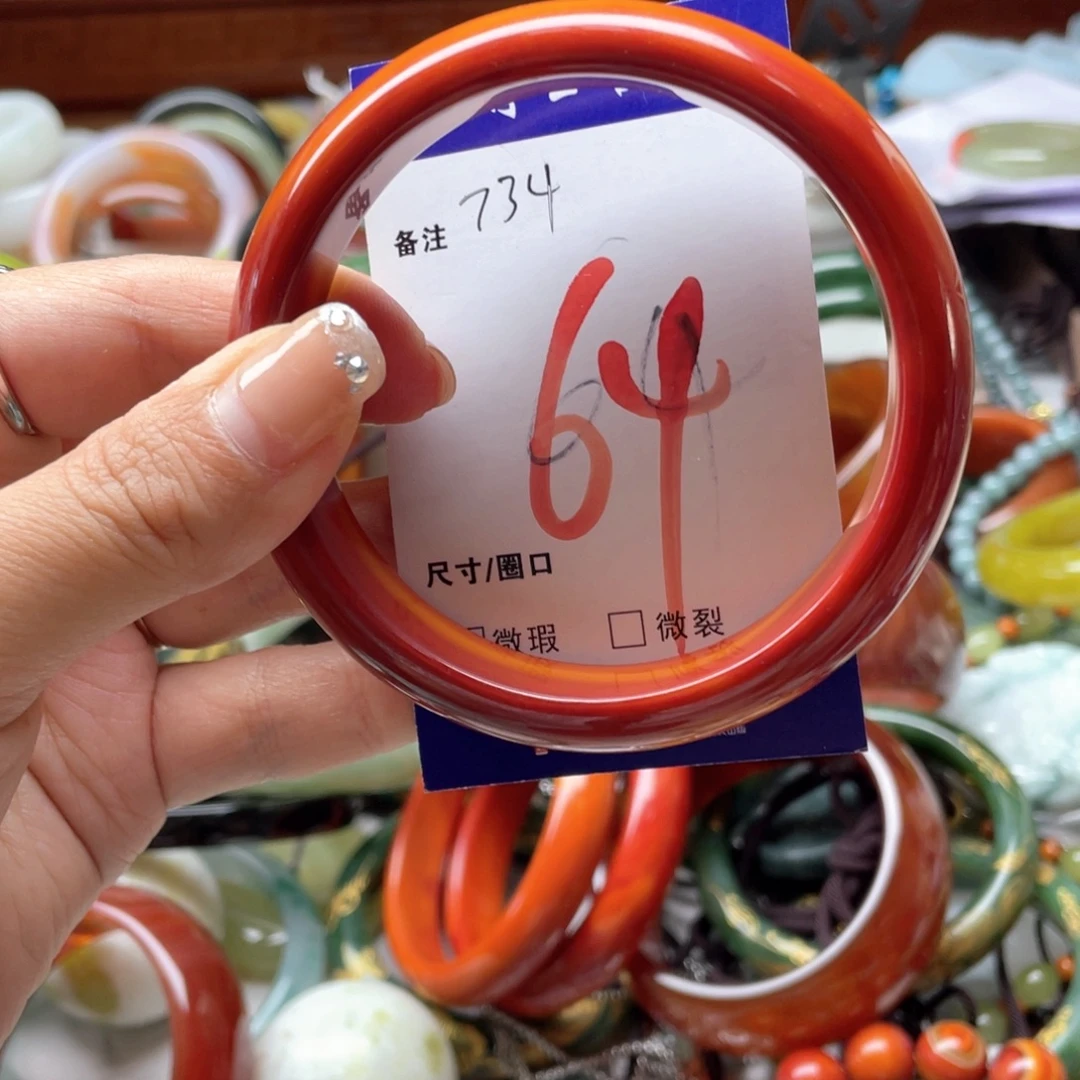 备注 734
64
尺寸/圈口
微瑕 □ 微裂